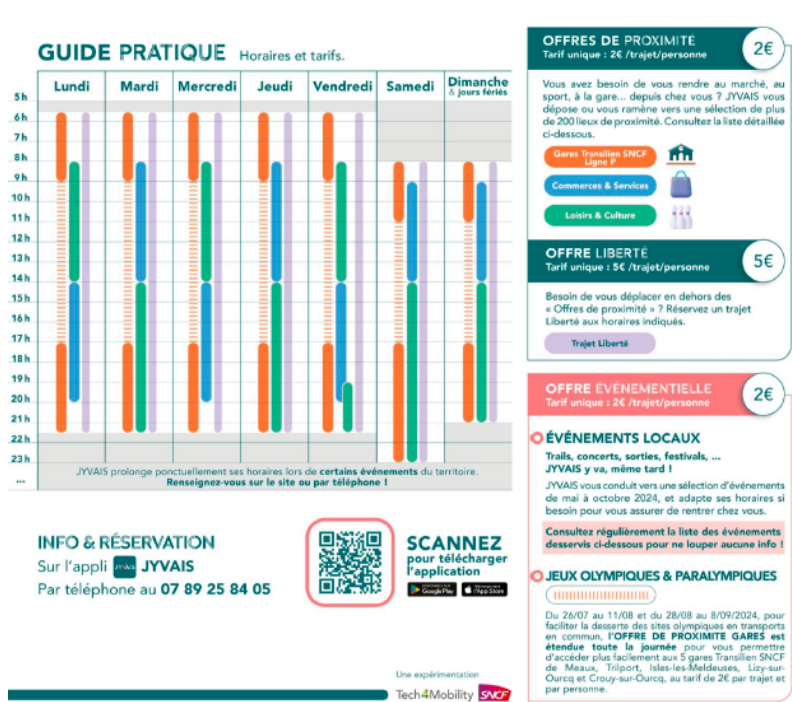 GUIDE PRATIQUE Horaires et tarifs.
Lundi Mardi Mercredi Jeudi Vendredi Samedi Dimanche
& jours fériés
5h
6h
7h
8h
9h
10h
11h
12h
13h
14h
15h
16h
17h
18h
19h
20h
21h
22h
23h
...
JYVAIS prolonge ponctuellement ses horaires lors de certains événements du territoire.
Renseignez-vous sur le site ou par téléphone !
INFO & RÉSERVATION
Sur l'appli JYVAIS
Par téléphone au 07 89 25 84 05
SCANNEZ
pour télécharger
l'application
Google Play
l'App Store
Une expérimentation
Tech4Mobility SNCF
OFFRES DE PROXIMITÉ
Tarif unique : 2€ /trajet/personne
2€
Vous avez besoin de vous rendre au marché, au
sport, à la gare... depuis chez vous ? JYVAIS vous
dépose ou vous ramène vers une sélection de plus
de 200 lieux de proximité. Consultez la liste détaillée
ci-dessous.
Gares Transilien SNCF
Ligne P
Commerces & Services
Loisirs & Culture
OFFRE LIBERTÉ
Tarif unique : 5€ /trajet/personne
5€
Besoin de vous déplacer en dehors des
« Offres de proximité » ? Réservez un trajet
Liberté aux horaires indiqués.
Trajet Liberté
OFFRE ÉVÉNEMENTIELLE
Tarif unique : 2€ /trajet/personne
2€
ÉVÉNEMENTS LOCAUX
Trails, concerts, sorties, festivals, ...
JYVAIS y va, même tard !
JYVAIS vous conduit vers une sélection d'événements
de mai à octobre 2024, et adapte ses horaires si
besoin pour vous assurer de rentrer chez vous.
Consultez régulièrement la liste des événements
desservis ci-dessous pour ne louper aucune info !
JEUX OLYMPIQUES & PARALYMPIQUES
Du 26/07 au 11/08 et du 28/08 au 8/09/2024, pour
faciliter la desserte des sites olympiques en transports
en commun, l'OFFRE DE PROXIMITE GARES est
étendue toute la journée pour vous permettre
d'accéder plus facilement aux 5 gares Transilien SNCF
de Meaux, Trilport, Isles-les-Meldeuses, Lizy-sur-
Ourcq et Crouy-sur-Ourcq, au tarif de 2€ par trajet et
par personne.